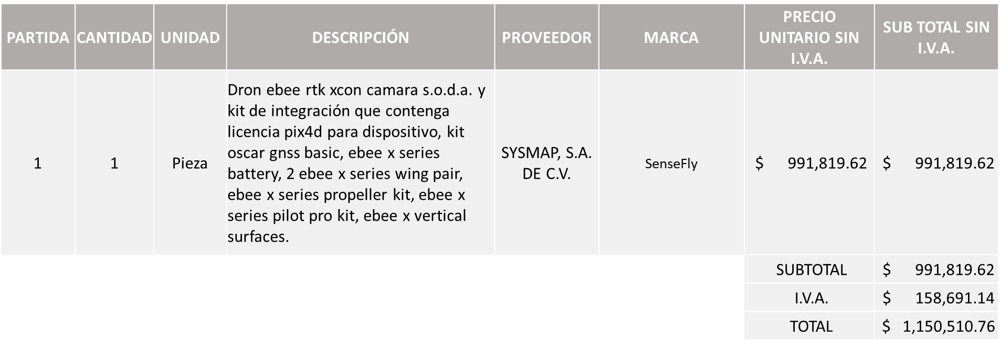 PARTIDA CANTIDAD UNIDAD DESCRIPCIÓN PROVEEDOR MARCA PRECIO UNITARIO SIN I.V.A. SUB TOTAL SIN I.V.A.
1 1 Pieza
Dron ebee rtk xcon camara s.o.d.a. y
kit de integración que contenga
licencia pix4d para dispositivo, kit
oscar gnss basic, ebee x series
battery, 2 ebee x series wing pair,
ebee x series propeller kit, ebee x
series pilot pro kit, ebee x vertical
surfaces.
SYSMAP, S.A.
DE C.V.
SenseFly
$ 991,819.62 $ 991,819.62
SUBTOTAL $ 991,819.62
I.V.A. $ 158,691.14
TOTAL $ 1,150,510.76